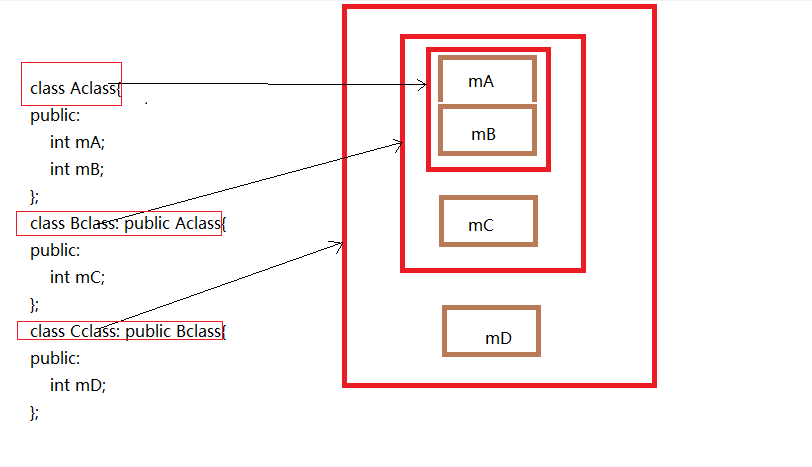 class Aclass{
public:
int mA;
int mB;
};
class Bclass: public Aclass{
public:
int mC;
};
class Cclass: public Bclass{
public:
int mD;
};
mA
mB
mC
mD